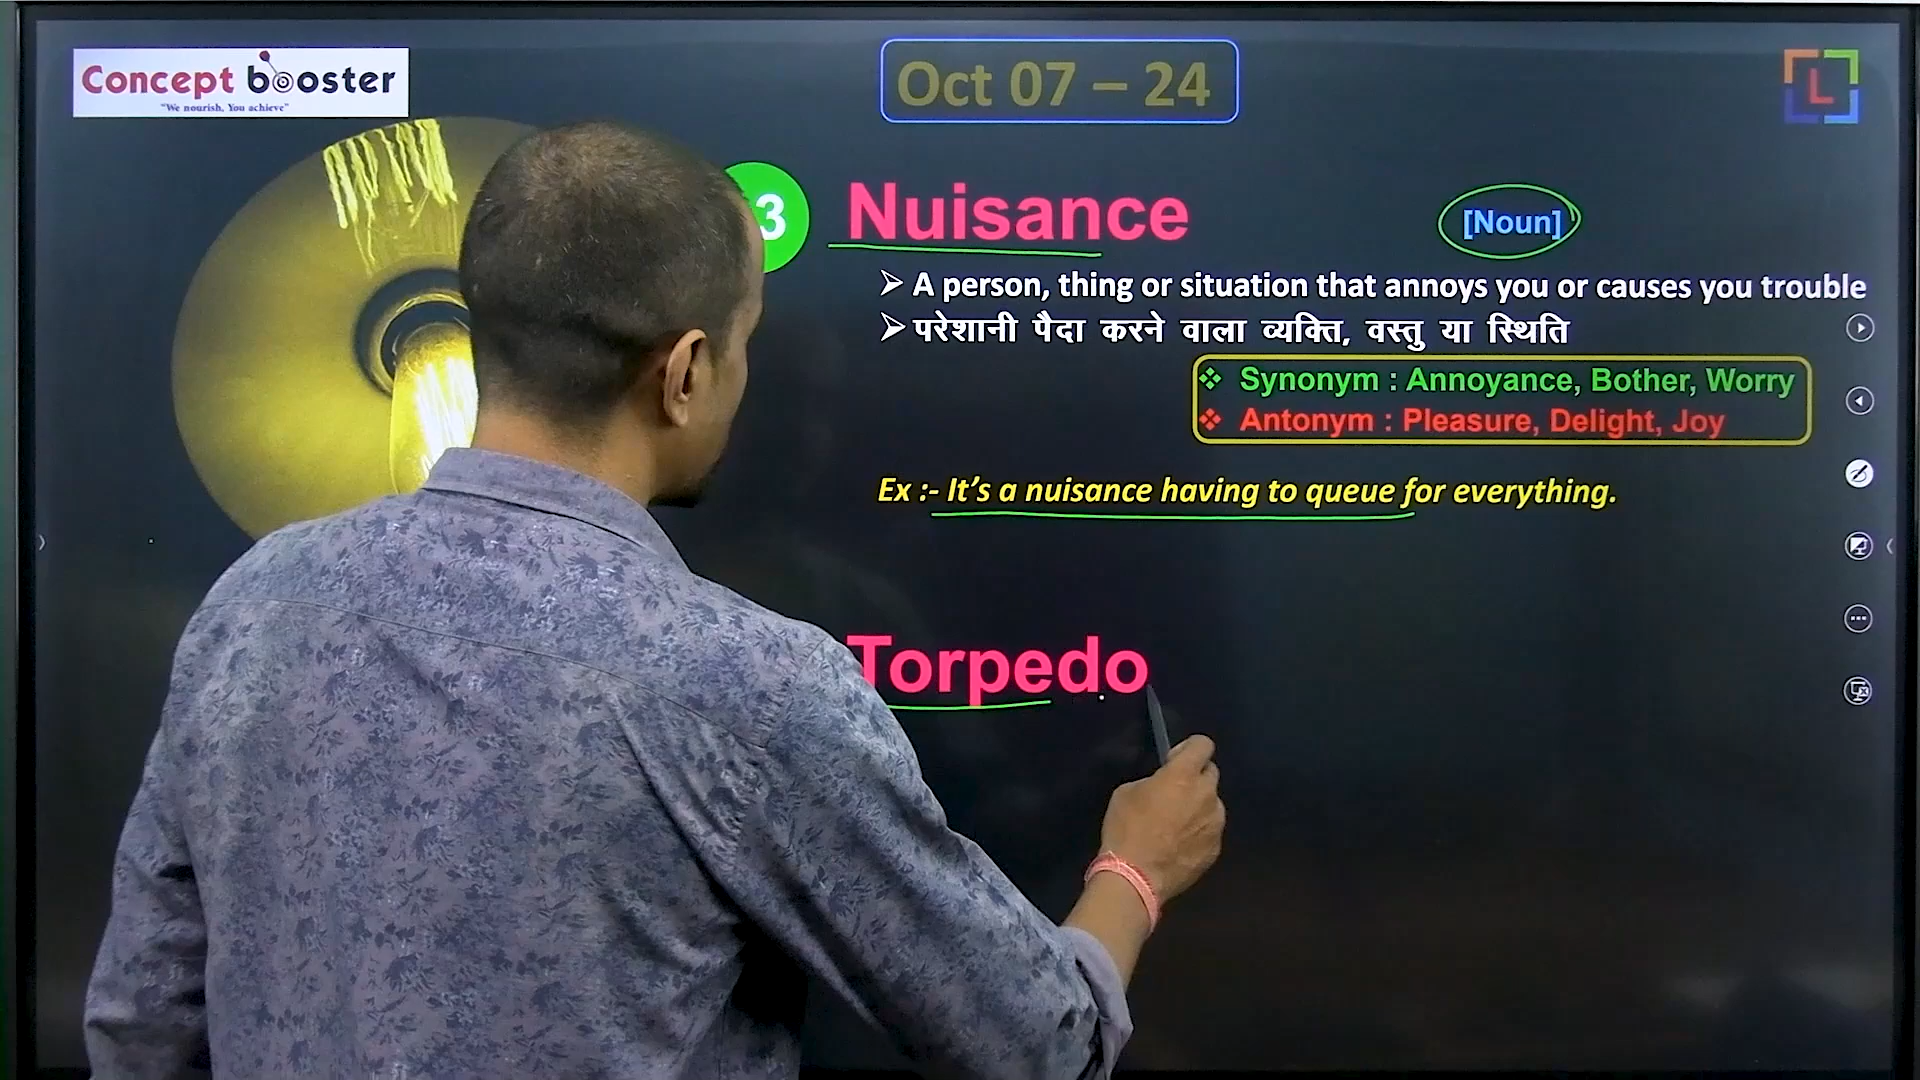 Concept booster
"We nourish, You achieve"
Oct 07 – 24
L
3 Nuisance [Noun]
A person, thing or situation that annoys you or causes you trouble
परेशानी पैदा करने वाला व्यक्ति, वस्तु या स्थिति
Synonym : Annoyance, Bother, Worry
Antonym : Pleasure, Delight, Joy
Ex :- It's a nuisance having to queue for everything.
Torpedo